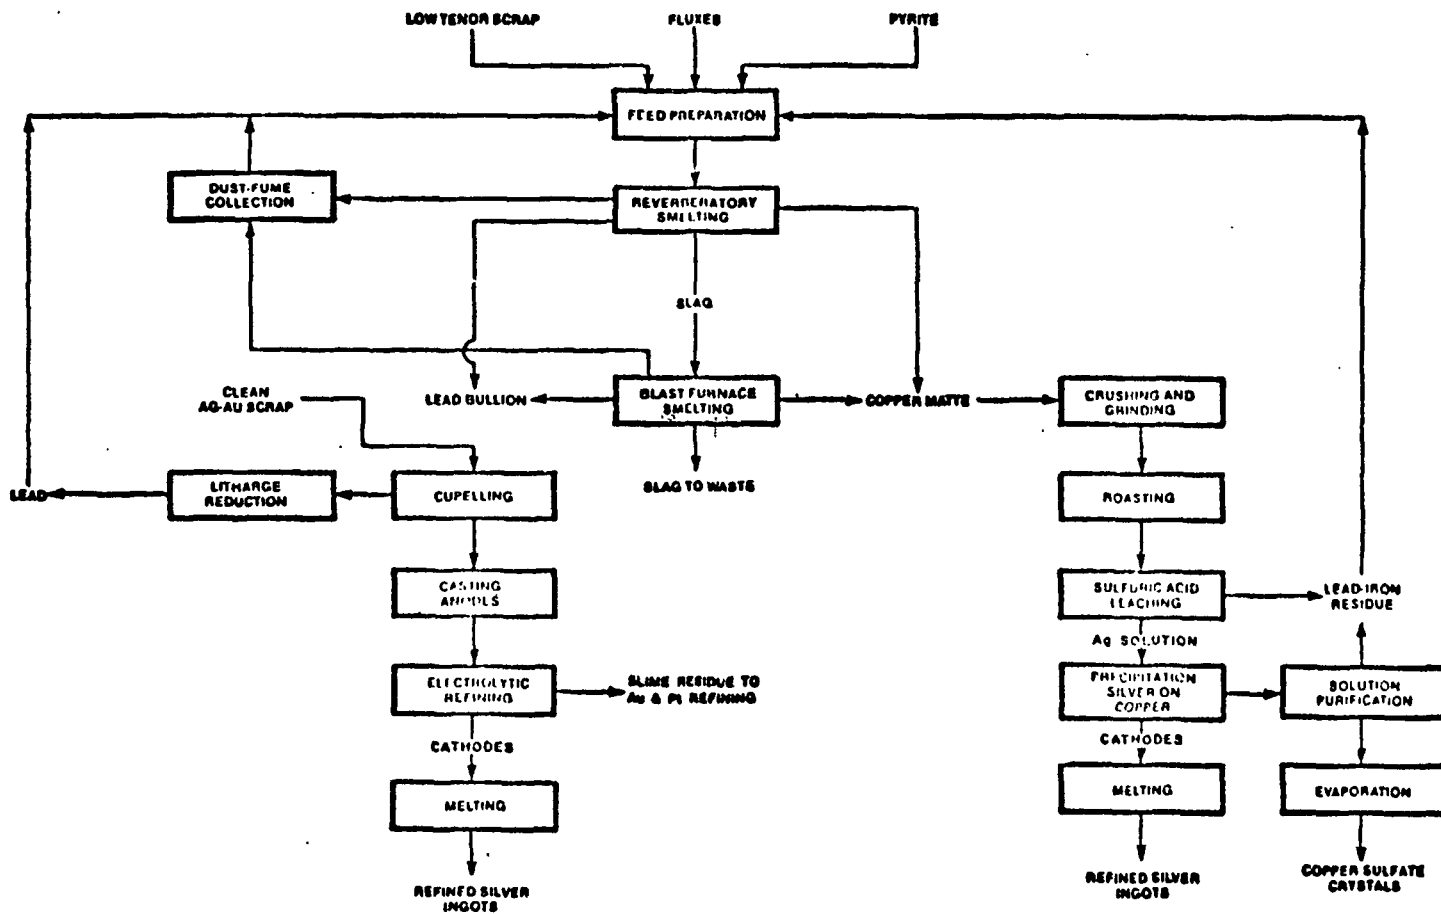 LOW TENOR SCRAP
FLUXES
PYRITE
FEED PREPARATION
DUST-FUME
COLLECTION
REVERBERATORY
SMELTING
SLAG
CLEAN
AG-AU SCRAP
LEAD BULLION
BLAST FURNACE
SMELTING
COPPER MATTE
CRUSHING AND
GRINDING
SLAG TO WASTE
LEAD
LITHARGE
REDUCTION
CUPELLING
ROASTING
CASTING
ANODES
SULFURIC ACID
LEACHING
LEAD-IRON
RESIDUE
Ag SOLUTION
ELECTROLYTIC
REFINING
SLIME RESIDUE TO
Au & Pt REFINING
PRECIPITATION
SILVER ON
COPPER
SOLUTION
PURIFICATION
CATHODES
CATHODES
MELTING
MELTING
EVAPORATION
REFINED SILVER
INGOTS
REFINED SILVER
INGOTS
COPPER SULFATE
CRYSTALS